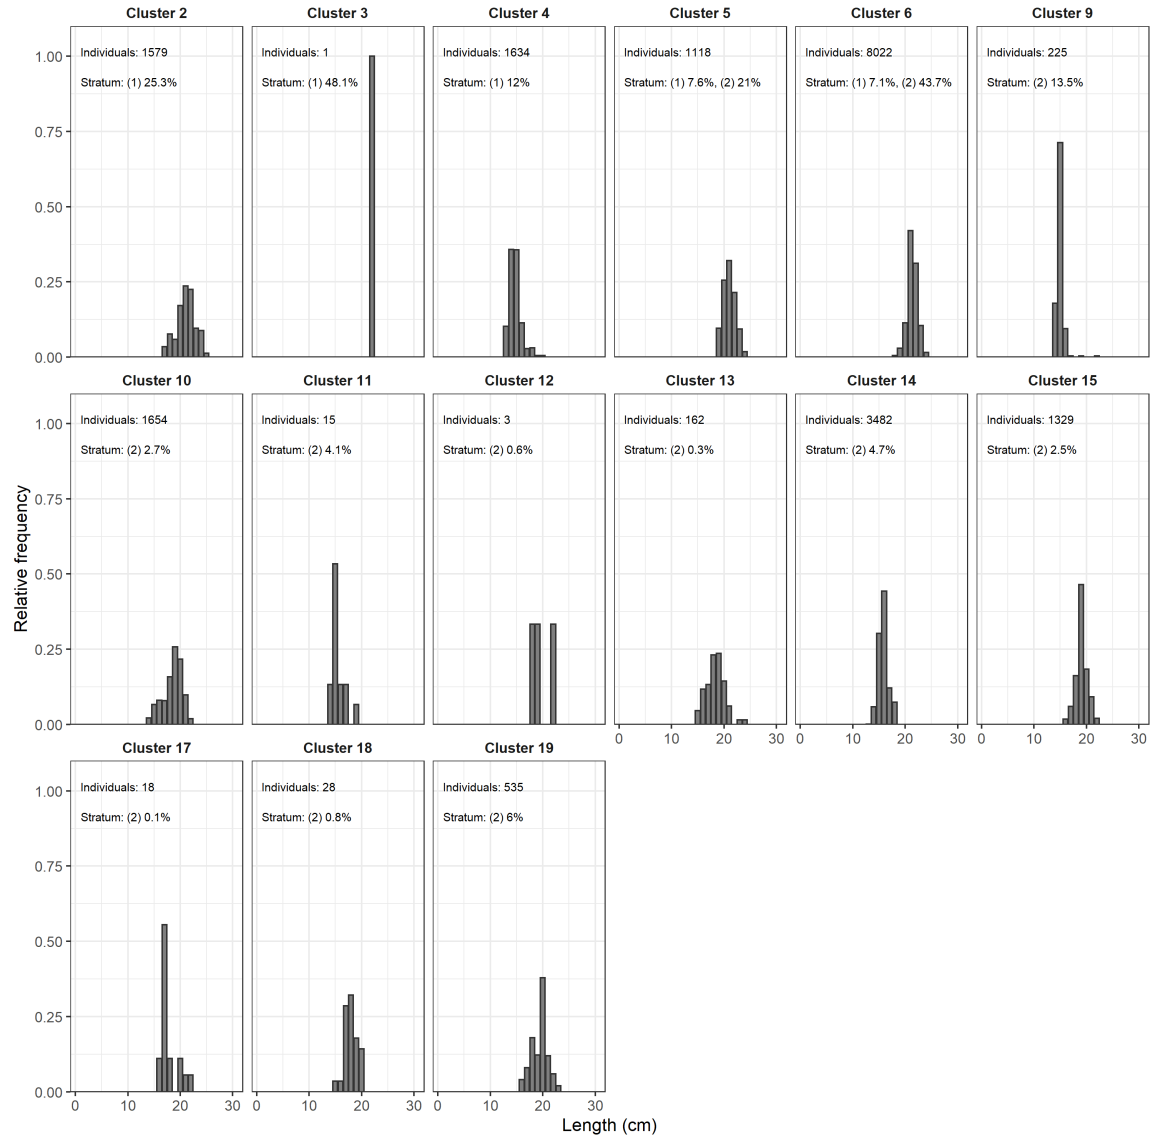 Cluster 2
Cluster 3
Cluster 4
Cluster 5
Cluster 6
Cluster 9
Individuals: 1579
Stratum: (1) 25.3%
Individuals: 1
Stratum: (1) 48.1%
Individuals: 1634
Stratum: (1) 12%
Individuals: 1118
Stratum: (1) 7.6%, (2) 21%
Individuals: 8022
Stratum: (1) 7.1%, (2) 43.7%
Individuals: 225
Stratum: (2) 13.5%
1.00
0.75
0.50
0.25
0.00
Cluster 10
Cluster 11
Cluster 12
Cluster 13
Cluster 14
Cluster 15
Individuals: 1654
Stratum: (2) 2.7%
Individuals: 15
Stratum: (2) 4.1%
Individuals: 3
Stratum: (2) 0.6%
Individuals: 162
Stratum: (2) 0.3%
Individuals: 3482
Stratum: (2) 4.7%
Individuals: 1329
Stratum: (2) 2.5%
1.00
0.75
0.50
0.25
0.00
0 10 20 30
0 10 20 30
0 10 20 30
Relative frequency
Cluster 17
Cluster 18
Cluster 19
Individuals: 18
Stratum: (2) 0.1%
Individuals: 28
Stratum: (2) 0.8%
Individuals: 535
Stratum: (2) 6%
1.00
0.75
0.50
0.25
0.00
0 10 20 30
0 10 20 30
0 10 20 30
Length (cm)